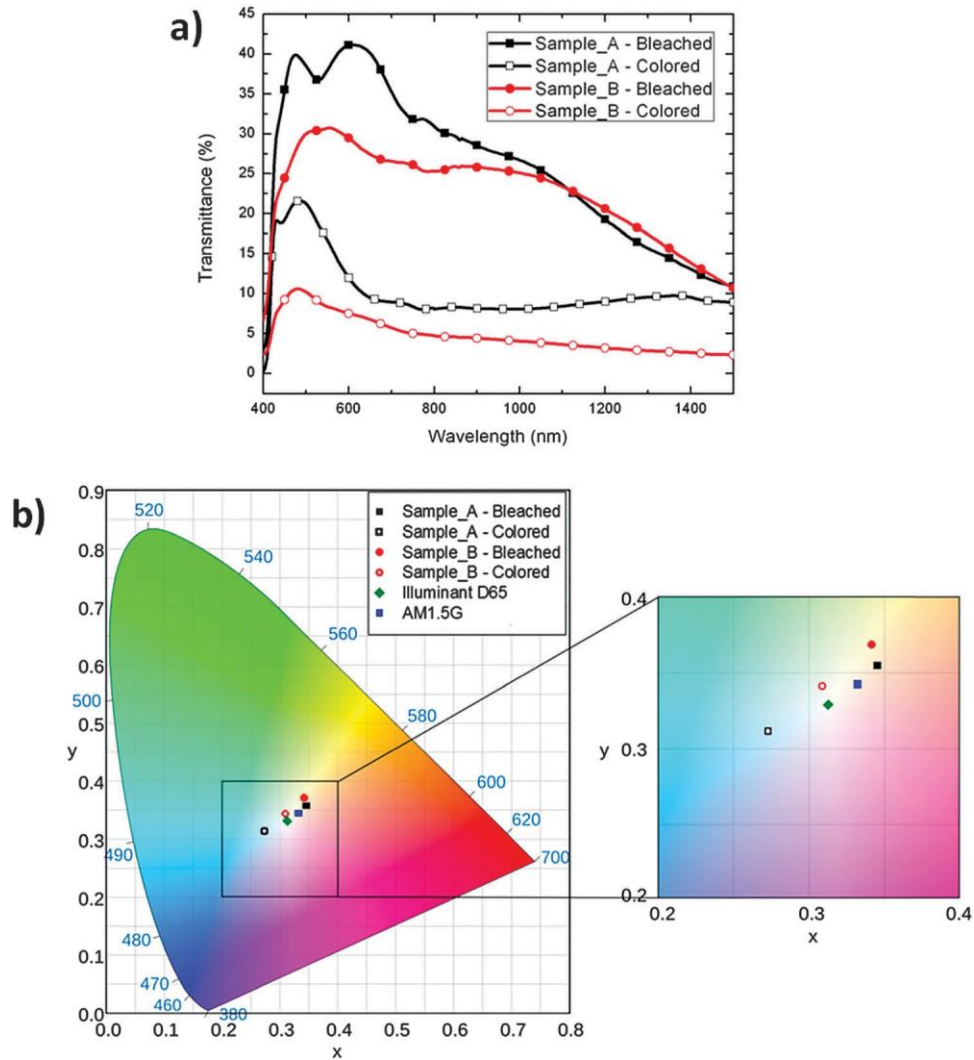 a)
45
40
35
30
25
20
15
10
5
0
Transmittance (%)
Sample_A - Bleached
Sample_A - Colored
Sample_B - Bleached
Sample_B - Colored
400 600 800 1000 1200 1400
Wavelength (nm)
b)
0.9
0.8
0.7
0.6
0.5
y
0.4
0.3
0.2
0.1
0.0
0.0 0.1 0.2 0.3 0.4 0.5 0.6 0.7 0.8
x
520
540
560
580
600
620
700
500
490
480
470
460
380
Sample_A - Bleached
Sample_A - Colored
Sample_B - Bleached
Sample_B - Colored
Illuminant D65
AM1.5G
0.4
y 0.3
0.2
0.2 0.3 0.4
x